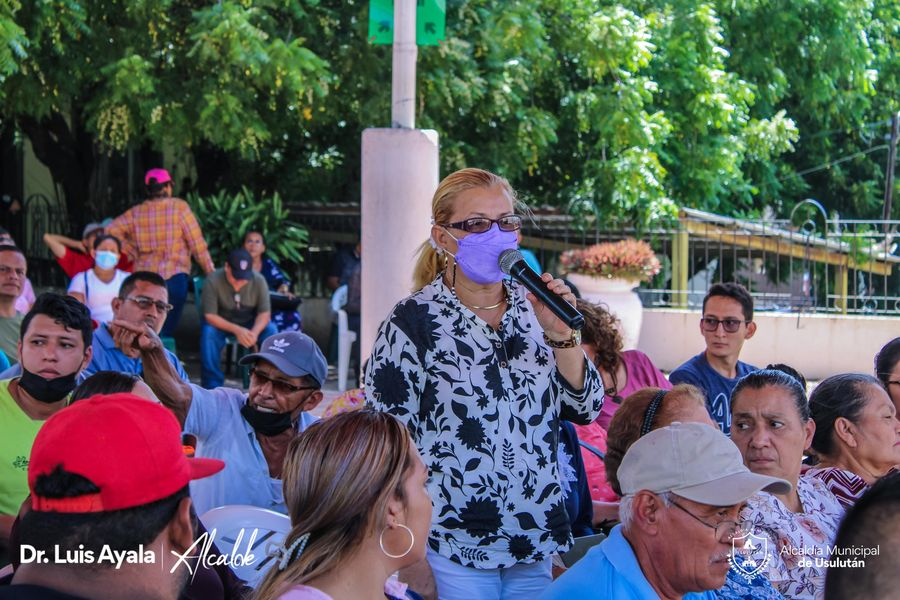 Dr. Luis Ayala
Alcalde
Alcaldía Municipal
de Usulután